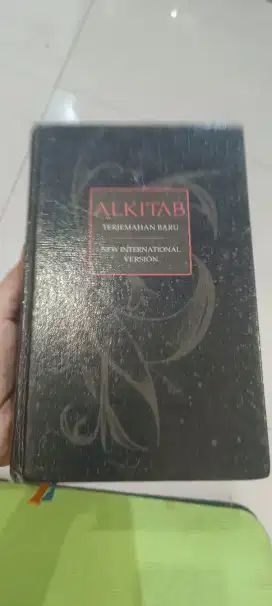 ALKITAB
TERJEMAHAN BARU
NEW INTERNATIONAL
VERSION